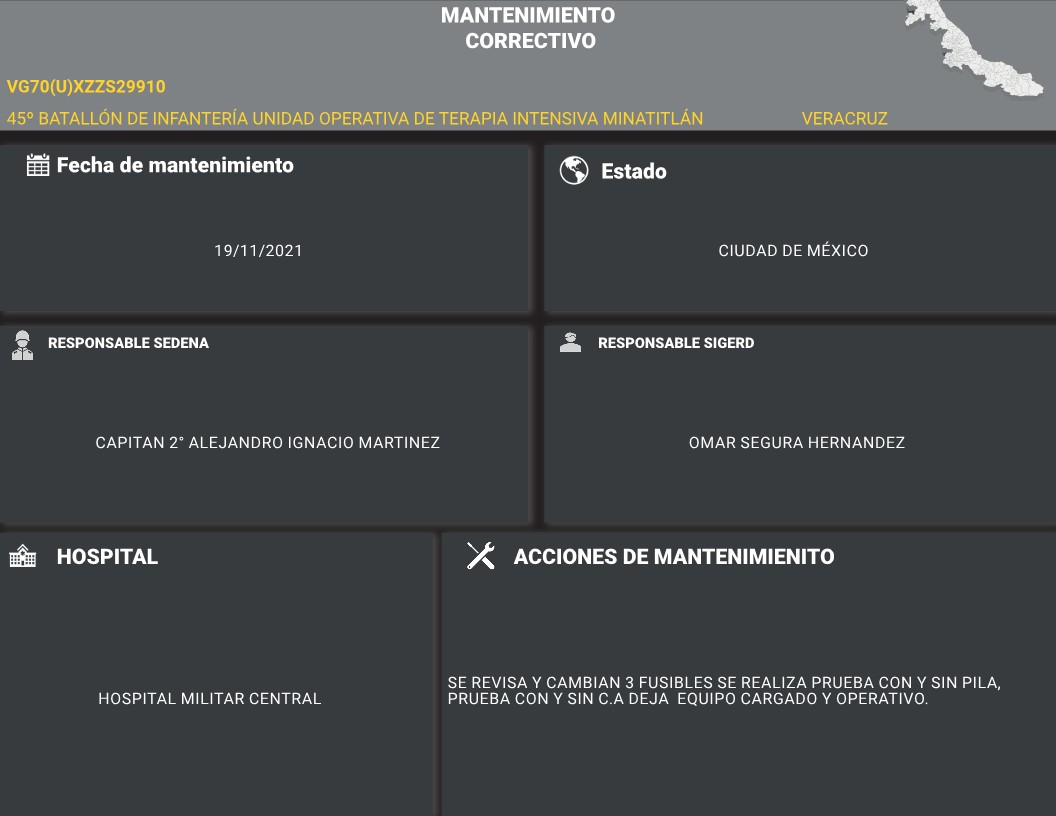 MANTENIMIENTO
CORRECTIVO
VG70(U)XZZS29910
45º BATALLÓN DE INFANTERÍA UNIDAD OPERATIVA DE TERAPIA INTENSIVA MINATITLÁN VERACRUZ
Fecha de mantenimiento
19/11/2021
Estado
CIUDAD DE MÉXICO
RESPONSABLE SEDENA
CAPITAN 2° ALEJANDRO IGNACIO MARTINEZ
RESPONSABLE SIGERD
OMAR SEGURA HERNANDEZ
HOSPITAL
HOSPITAL MILITAR CENTRAL
ACCIONES DE MANTENIMIENITO
SE REVISA Y CAMBIAN 3 FUSIBLES SE REALIZA PRUEBA CON Y SIN PILA,
PRUEBA CON Y SIN C.A DEJA  EQUIPO CARGADO Y OPERATIVO.